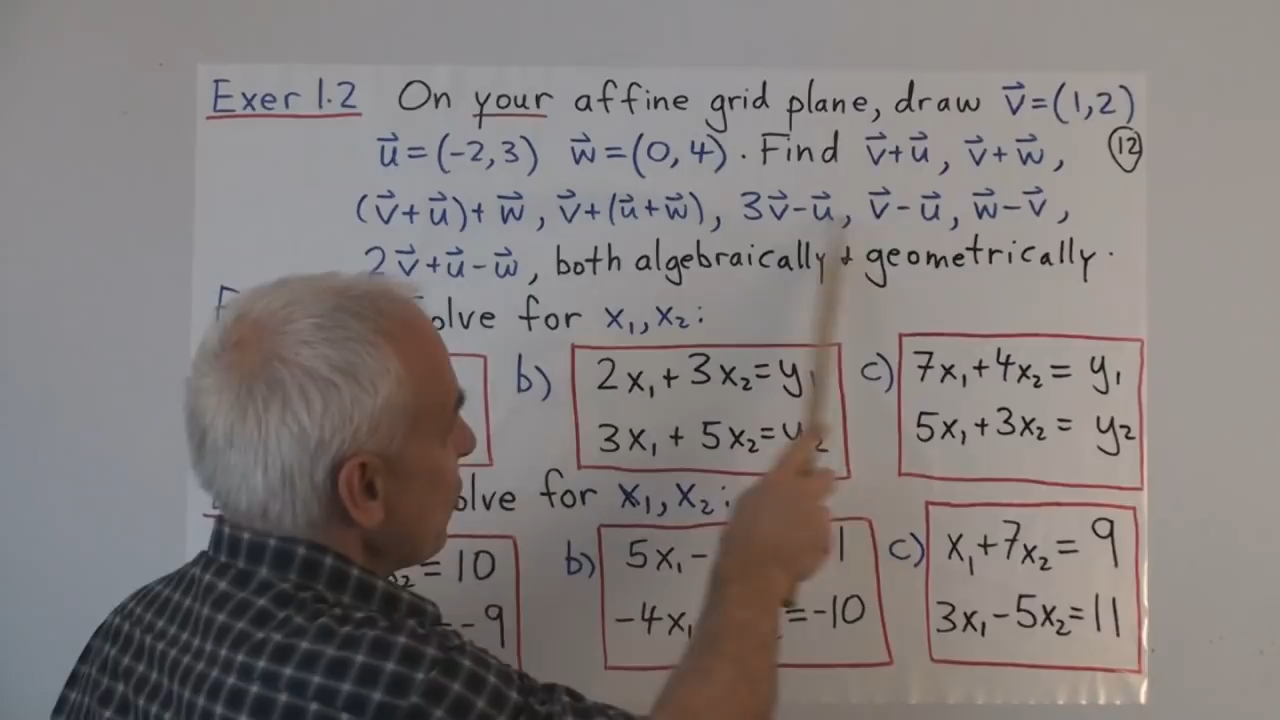 Exer 1.2 On your affine grid plane, draw v⃗=(1,2)
u⃗=(-2,3) w⃗=(0,4). Find v⃗+u⃗, v⃗+w⃗, 12
(v⃗+u⃗)+w⃗, v⃗+(u⃗+w⃗), 3v⃗-u⃗, v⃗-u⃗, w⃗-v⃗,
2v⃗+u⃗-w⃗, both algebraically + geometrically.
for x₁,x₂:
b) 2x₁+3x₂=y₁ c) 7x₁+4x₂=y₁
3x₁+5x₂=y₂ 5x₁+3x₂=y₂
for x₁,x₂:
=10 b) 5x₁- 1 c) x₁+7x₂=9
-9 -4x₁ =-10 3x₁-5x₂=11